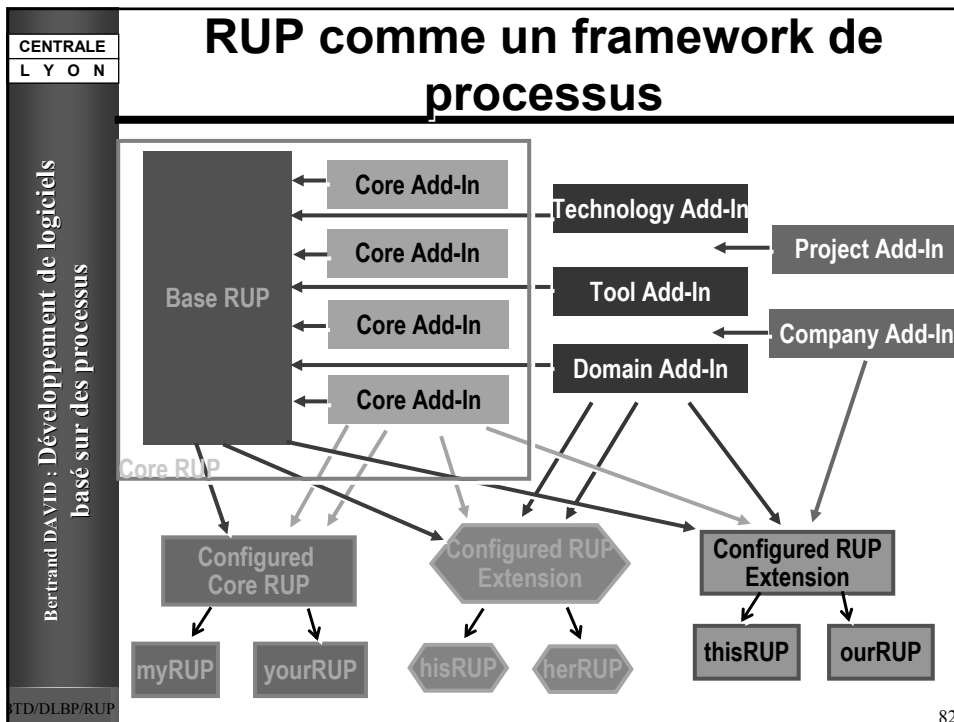 CENTRALE
LYON
RUP comme un framework de
processus
Bertrand DAVID : Développement de logiciels
basé sur des processus
Base RUP
Core Add-In
Core Add-In
Core Add-In
Core Add-In
Core RUP
Technology Add-In
Tool Add-In
Domain Add-In
Project Add-In
Company Add-In
Configured
Core RUP
Configured RUP
Extension
Configured RUP
Extension
myRUP
yourRUP
hisRUP
herRUP
thisRUP
ourRUP
BTD/DLBP/RUP
82